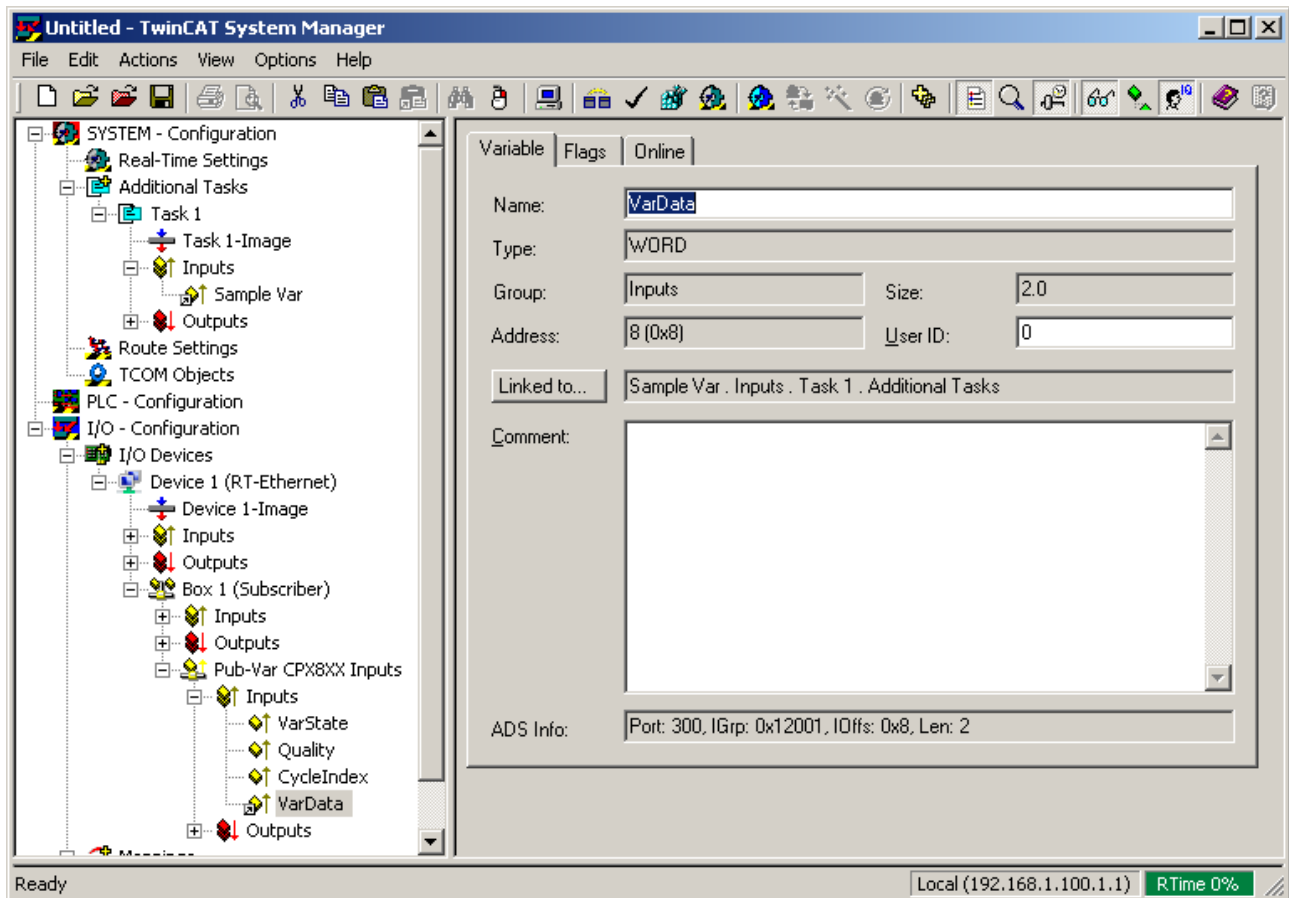 Untitled - TwinCAT System Manager
File Edit Actions View Options Help
SYSTEM - Configuration
Real-Time Settings
Additional Tasks
Task 1
Task 1-Image
Inputs
Sample Var
Outputs
Route Settings
TCOM Objects
PLC - Configuration
I/O - Configuration
I/O Devices
Device 1 (RT-Ethernet)
Device 1-Image
Inputs
Outputs
Box 1 (Subscriber)
Inputs
Outputs
Pub-Var CPX8XX Inputs
Inputs
VarState
Quality
CycleIndex
VarData
Outputs
Mappings
Variable Flags Online
Name: VarData
Type: WORD
Group: Inputs Size: 2.0
Address: 8 (0x8) User ID: 0
Linked to... Sample Var . Inputs . Task 1 . Additional Tasks
Comment:
ADS Info: Port: 300, IGrp: 0x12001, IOffs: 0x8, Len: 2
Ready Local (192.168.1.100.1.1) RTime 0%